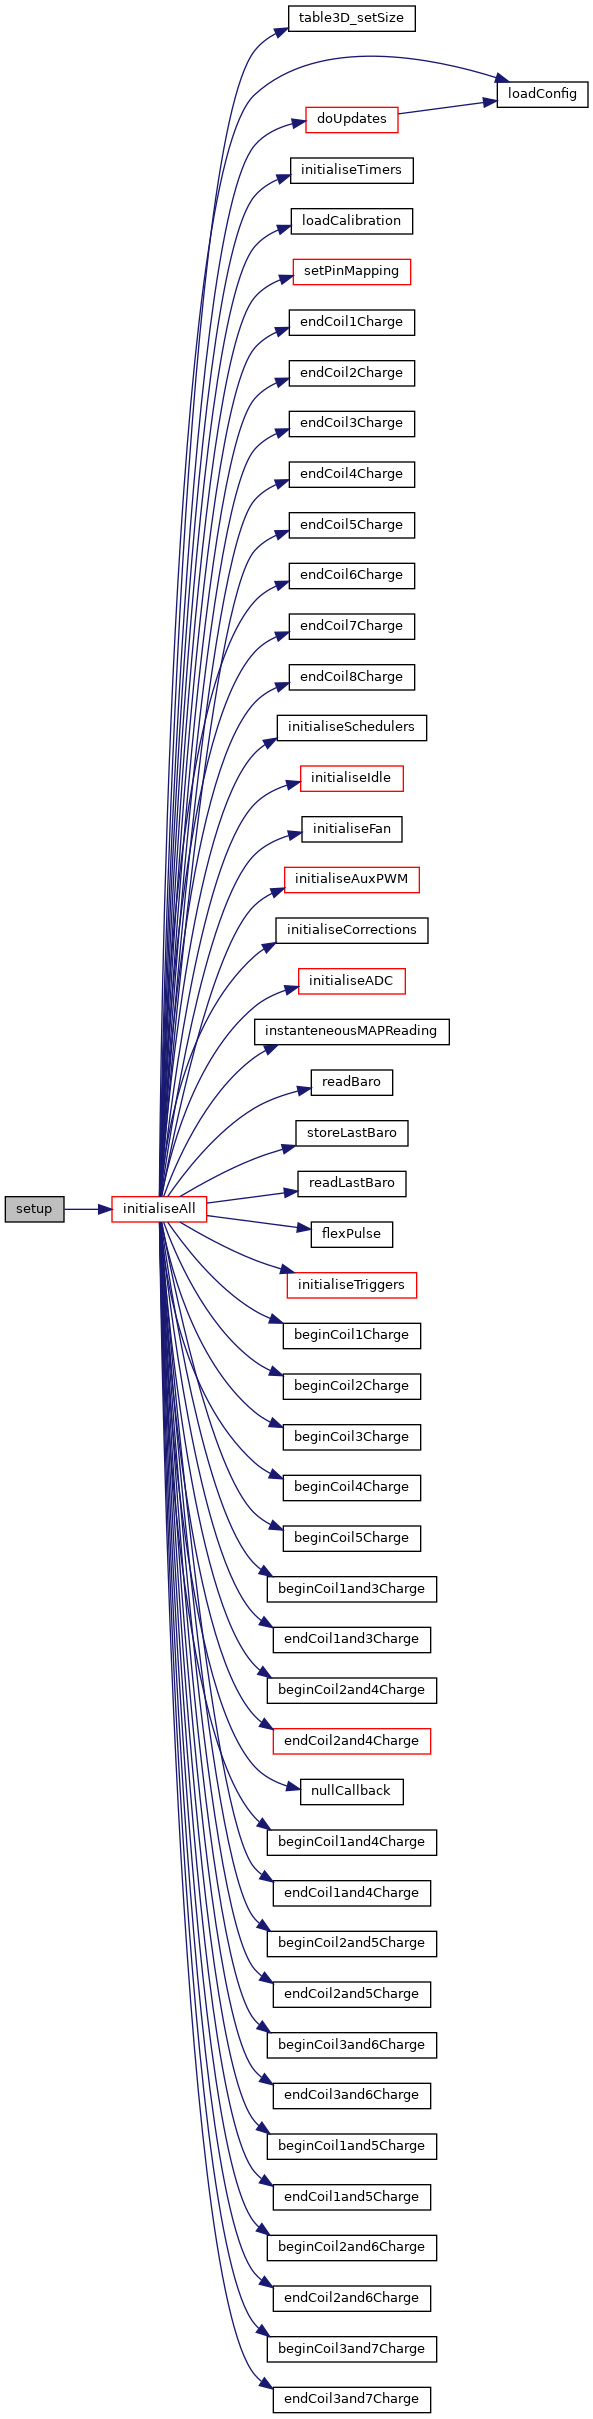 table3D_setSize
loadConfig
doUpdates
initialiseTimers
loadCalibration
setPinMapping
endCoil1Charge
endCoil2Charge
endCoil3Charge
endCoil4Charge
endCoil5Charge
endCoil6Charge
endCoil7Charge
endCoil8Charge
initialiseSchedulers
initialiseIdle
initialiseFan
initialiseAuxPWM
initialiseCorrections
initialiseADC
instanteneousMAPReading
readBaro
storeLastBaro
readLastBaro
setup
initialiseAll
flexPulse
initialiseTriggers
beginCoil1Charge
beginCoil2Charge
beginCoil3Charge
beginCoil4Charge
beginCoil5Charge
beginCoil1and3Charge
endCoil1and3Charge
beginCoil2and4Charge
endCoil2and4Charge
nullCallback
beginCoil1and4Charge
endCoil1and4Charge
beginCoil2and5Charge
endCoil2and5Charge
beginCoil3and6Charge
endCoil3and6Charge
beginCoil1and5Charge
endCoil1and5Charge
beginCoil2and6Charge
endCoil2and6Charge
beginCoil3and7Charge
endCoil3and7Charge